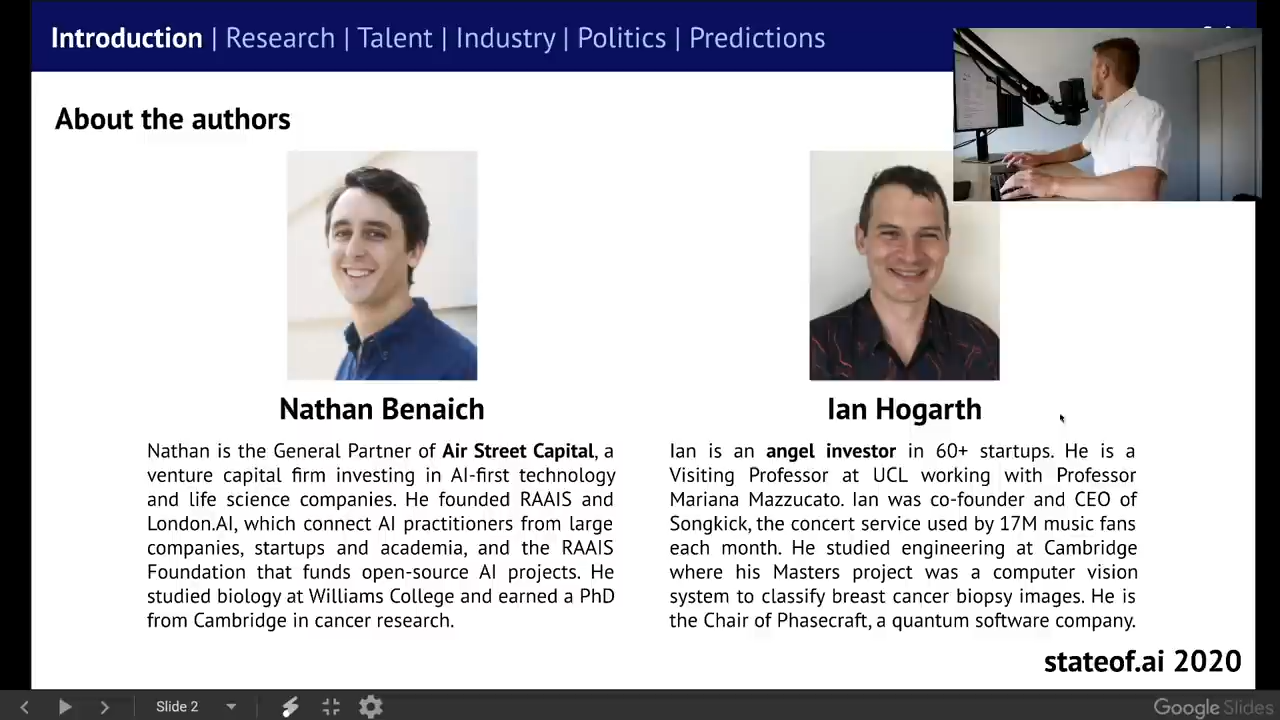 Introduction | Research | Talent | Industry | Politics | Predictions
About the authors
Nathan Benaich
Nathan is the General Partner of Air Street Capital, a
venture capital firm investing in AI-first technology
and life science companies. He founded RAAIS and
London.AI, which connect AI practitioners from large
companies, startups and academia, and the RAAIS
Foundation that funds open-source AI projects. He
studied biology at Williams College and earned a PhD
from Cambridge in cancer research.
Ian Hogarth
Ian is an angel investor in 60+ startups. He is a
Visiting Professor at UCL working with Professor
Mariana Mazzucato. Ian was co-founder and CEO of
Songkick, the concert service used by 17M music fans
each month. He studied engineering at Cambridge
where his Masters project was a computer vision
system to classify breast cancer biopsy images. He is
the Chair of Phasecraft, a quantum software company.
stateof.ai 2020
Slide 2
Google Slides